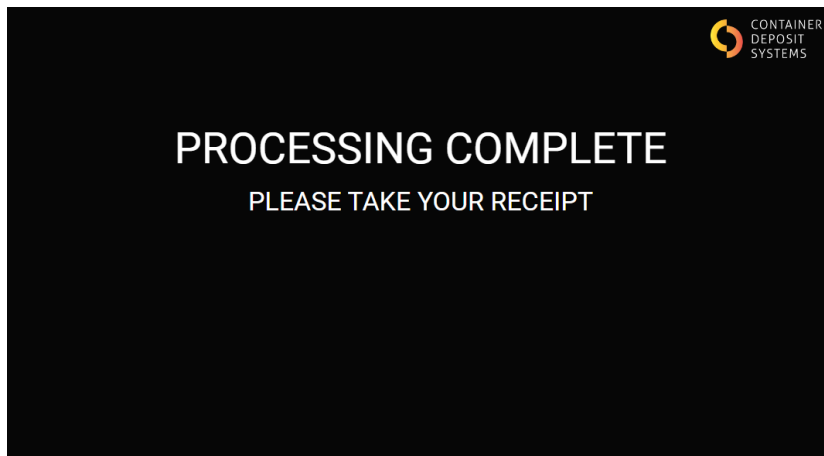 CONTAINER
DEPOSIT
SYSTEMS
PROCESSING COMPLETE
PLEASE TAKE YOUR RECEIPT